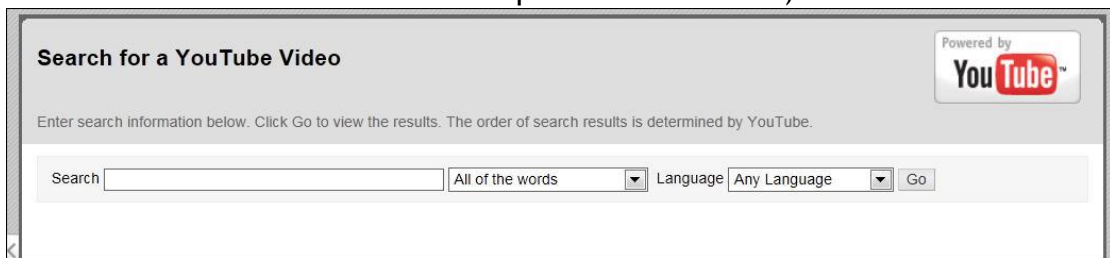 Search for a YouTube Video
Powered by
YouTube™
Enter search information below. Click Go to view the results. The order of search results is determined by YouTube.
Search All of the words Language Any Language Go